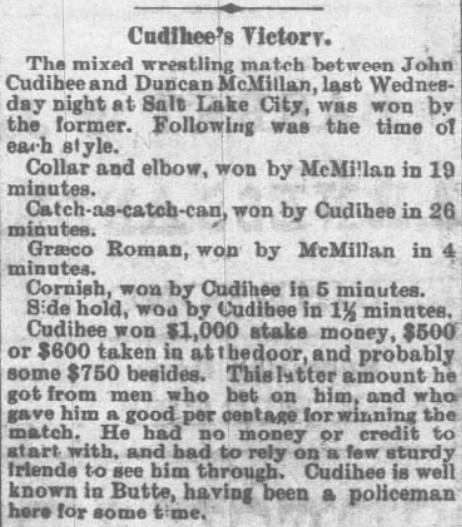 Cudihee's Victory.
The mixed wrestling match between John
Cudihee and Duncan McMillan, last Wednes-
day night at Salt Lake City, was won by
the former. Following was the time of
each style.
Collar and elbow, won by McMillan in 19
minutes.
Catch-as-catch-can, won by Cudihee in 26
minutes.
Græco Roman, won by McMillan in 4
minutes.
Cornish, won by Cudihee in 5 minutes.
Side hold, won by Cudihee in 1½ minutes.
Cudihee won $1,000 stake money, $500
or $600 taken in at the door, and probably
some $750 besides. This latter amount he
got from men who bet on him, and who
gave him a good per centage for winning the
match. He had no money or credit to
start with, and had to rely on a few sturdy
friends to see him through. Cudihee is well
known in Butte, having been a policeman
here for some time.